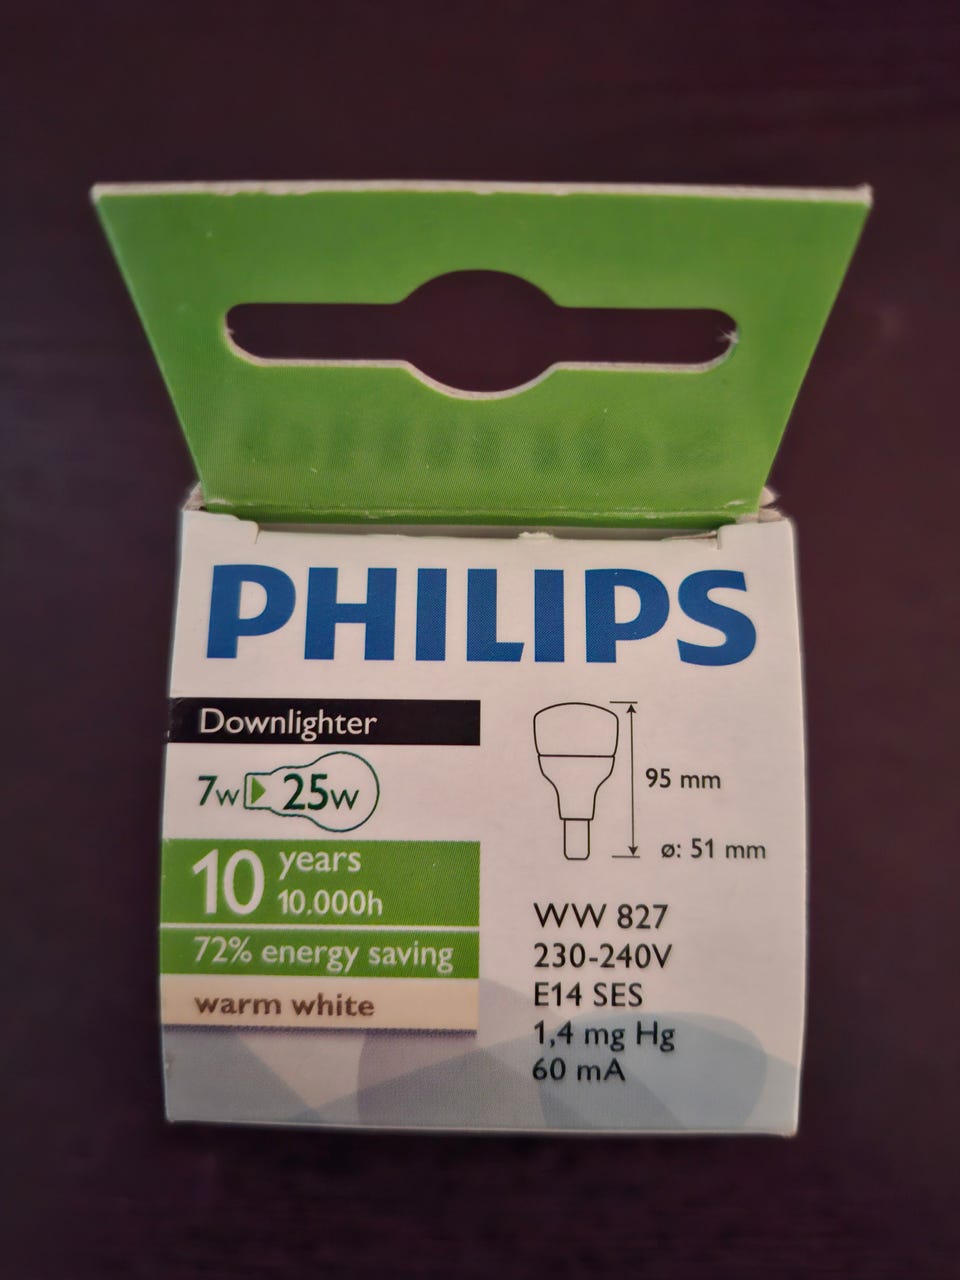 PHILIPS
Downlighter
7W 25W
10 years
10.000h
72% energy saving
warm white
95 mm
ø: 51 mm
WW 827
230-240V
E14 SES
1,4 mg Hg
60 mA